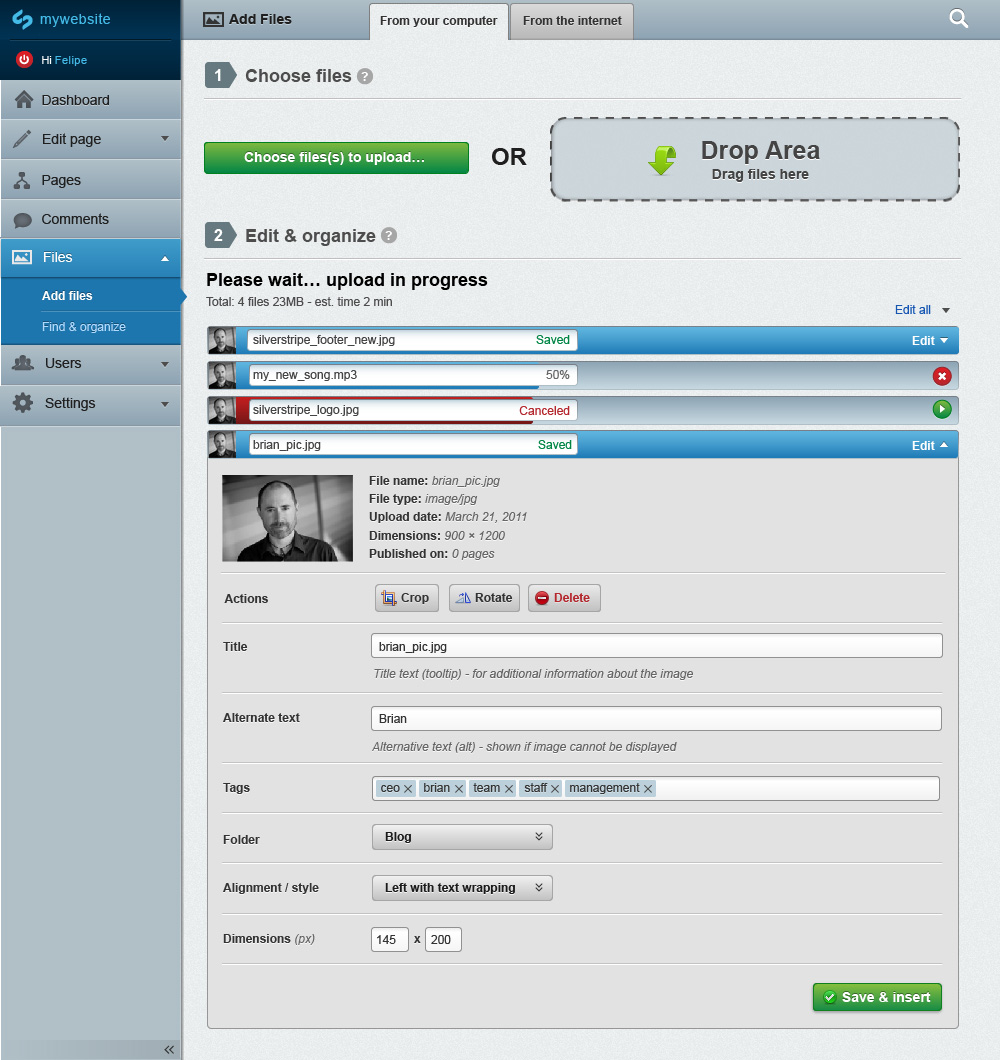 mywebsite
Hi Felipe
Dashboard
Edit page
Pages
Comments
Files
Add files
Find & organize
Users
Settings
Add Files
From your computer
From the internet
1 Choose files ?
Choose files(s) to upload...
OR
Drop Area
Drag files here
2 Edit & organize ?
Please wait... upload in progress
Total: 4 files 23MB - est. time 2 min
Edit all
silverstripe_footer_new.jpg Saved Edit
my_new_song.mp3 50%
silverstripe_logo.jpg Canceled
brian_pic.jpg Saved Edit
File name: brian_pic.jpg
File type: image/jpg
Upload date: March 21, 2011
Dimensions: 900 × 1200
Published on: 0 pages
Actions Crop Rotate Delete
Title brian_pic.jpg
Title text (tooltip) - for additional information about the image
Alternate text Brian
Alternative text (alt) - shown if image cannot be displayed
Tags ceo × brian × team × staff × management ×
Folder Blog
Alignment / style Left with text wrapping
Dimensions (px) 145 x 200
Save & insert
«